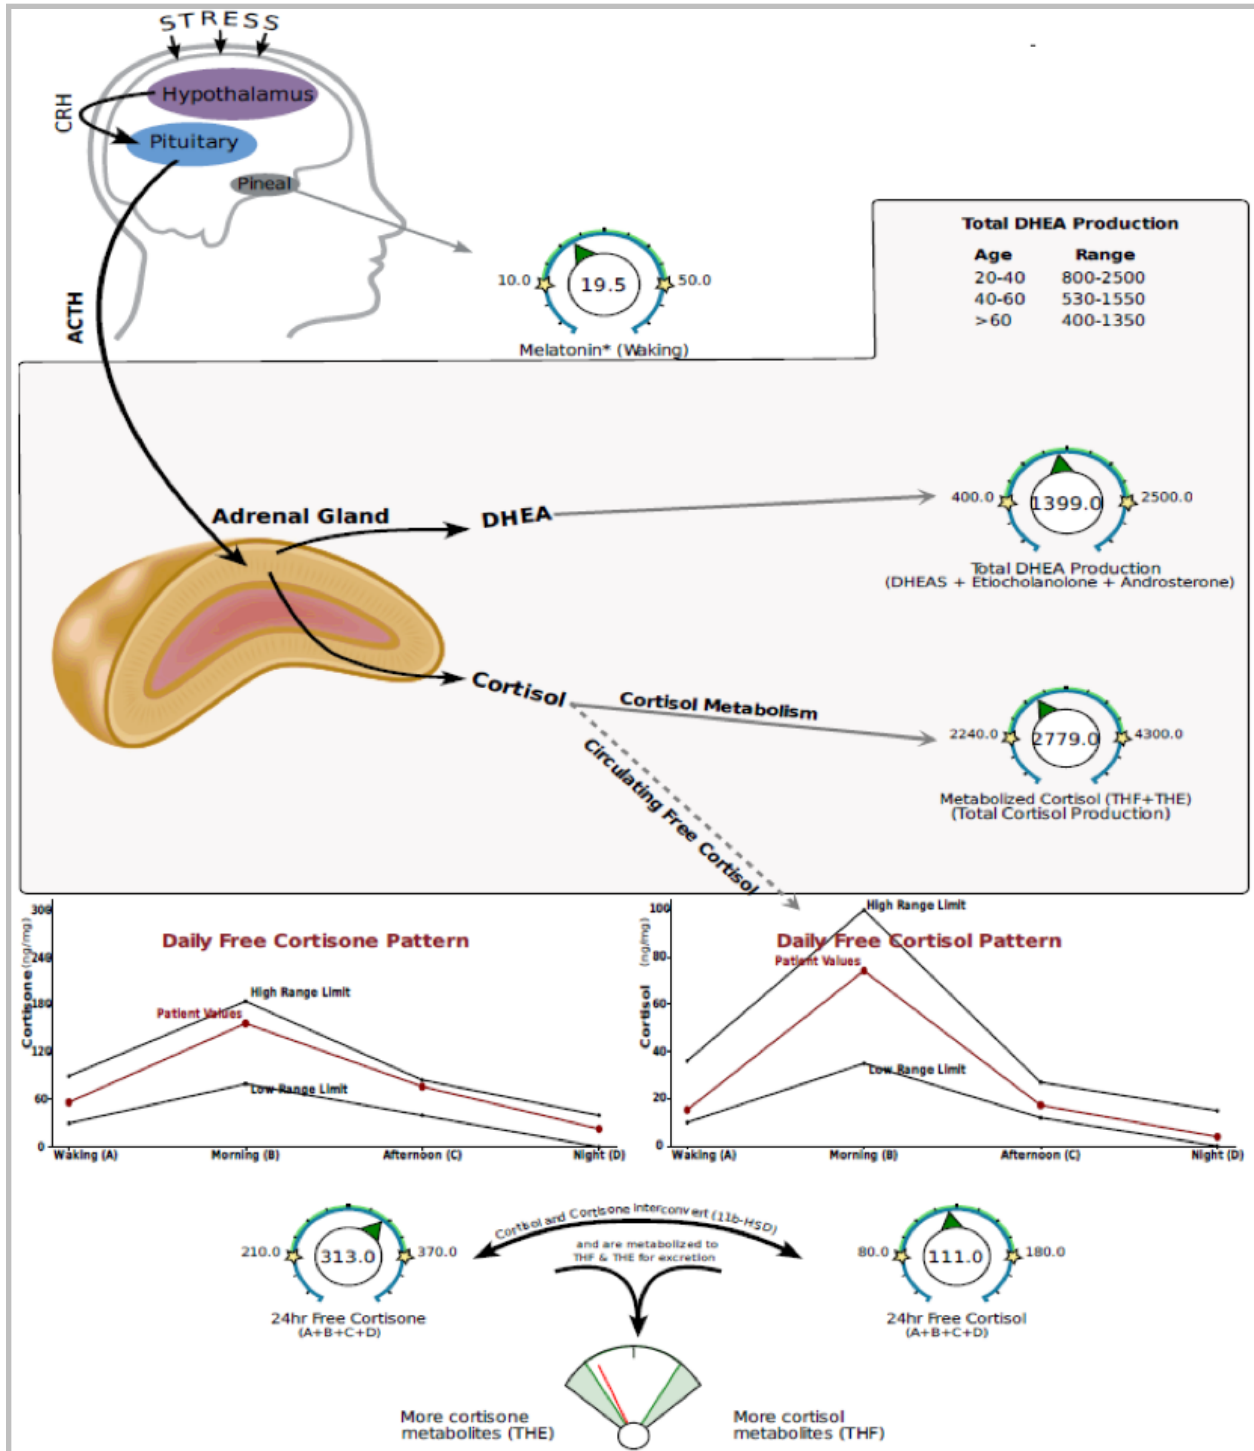 STRESS
Hypothalamus
CRH
Pituitary
Pineal
ACTH
10.0
19.5
50.0
Melatonin* (Waking)
Total DHEA Production
Age Range
20-40 800-2500
40-60 530-1550
>60 400-1350
Adrenal Gland
DHEA
400.0
1399.0
2500.0
Total DHEA Production
(DHEAS + Etiocholanolone + Androsterone)
Cortisol
Cortisol Metabolism
Circulating Free Cortisol
2240.0
2779.0
4300.0
Metabolized Cortisol (THF+THE)
(Total Cortisol Production)
Daily Free Cortisone Pattern
Cortisone (ng/mg)
300
240
180
120
60
0
High Range Limit
Patient Values
Low Range Limit
Waking (A)
Morning (B)
Afternoon (C)
Night (D)
Daily Free Cortisol Pattern
Cortisol (ng/mg)
100
80
60
40
20
0
High Range Limit
Patient Values
Low Range Limit
Waking (A)
Morning (B)
Afternoon (C)
Night (D)
210.0
313.0
370.0
24hr Free Cortisone
(A+B+C+D)
Cortisol and Cortisone interconvert (11b-HSD)
and are metabolized to
THF & THE for excretion
80.0
111.0
180.0
24hr Free Cortisol
(A+B+C+D)
More cortisone
metabolites (THE)
More cortisol
metabolites (THF)